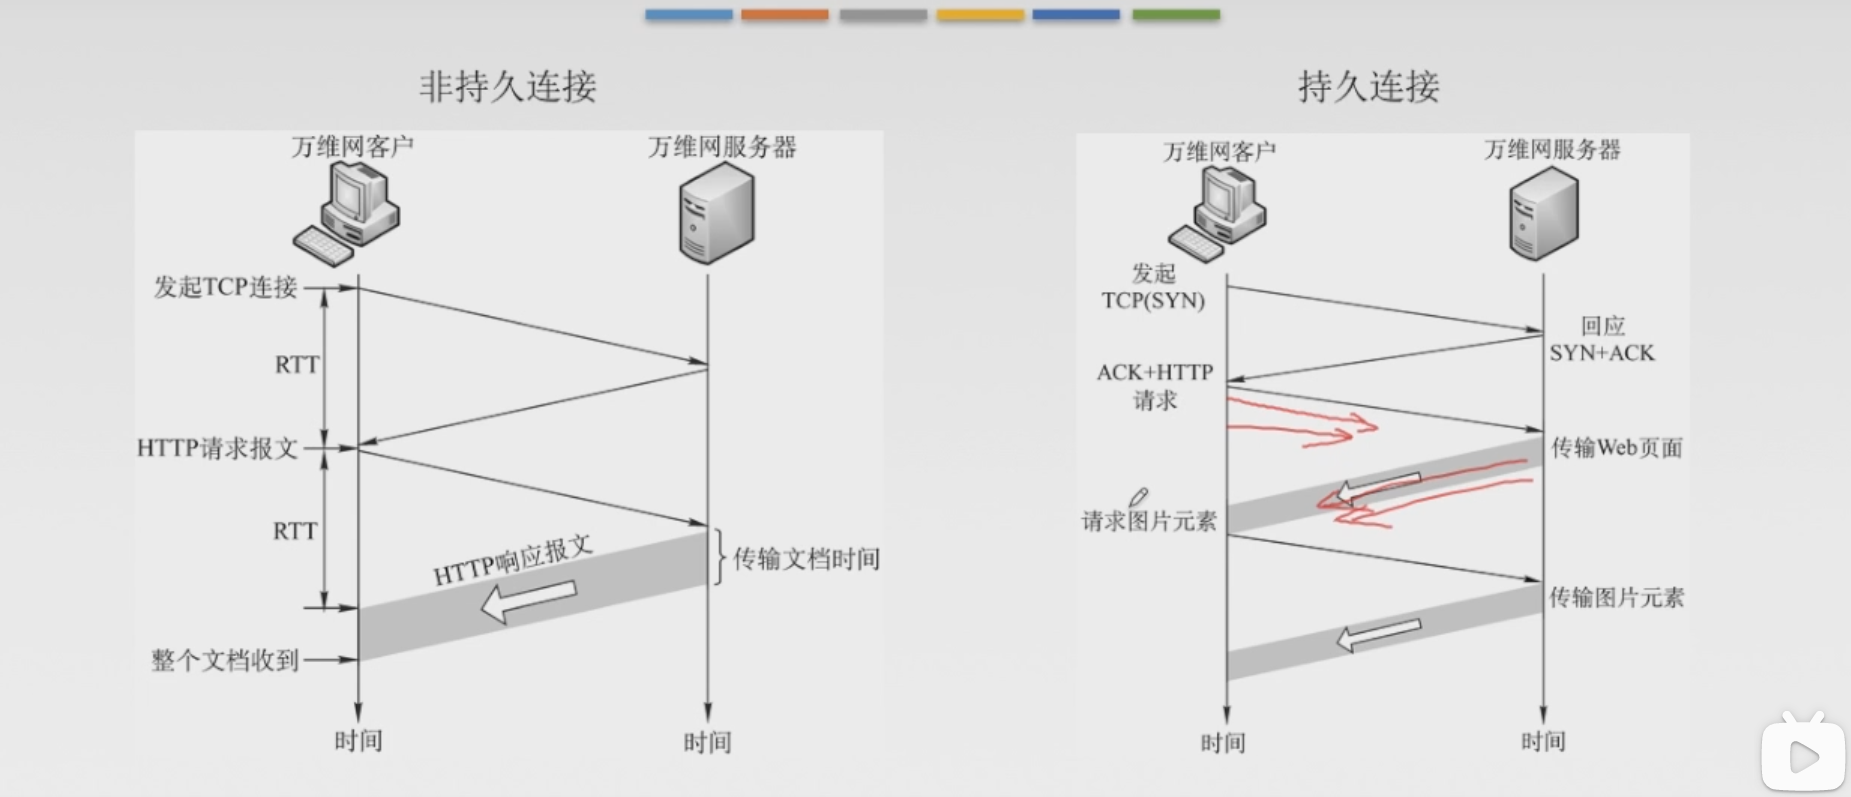 非持久连接
万维网客户
万维网服务器
发起TCP连接
RTT
HTTP请求报文
RTT
HTTP响应报文
传输文档时间
整个文档收到
时间
时间
持久连接
万维网客户
万维网服务器
发起
TCP(SYN)
回应
SYN+ACK
ACK+HTTP
请求
传输Web页面
请求图片元素
传输图片元素
时间
时间